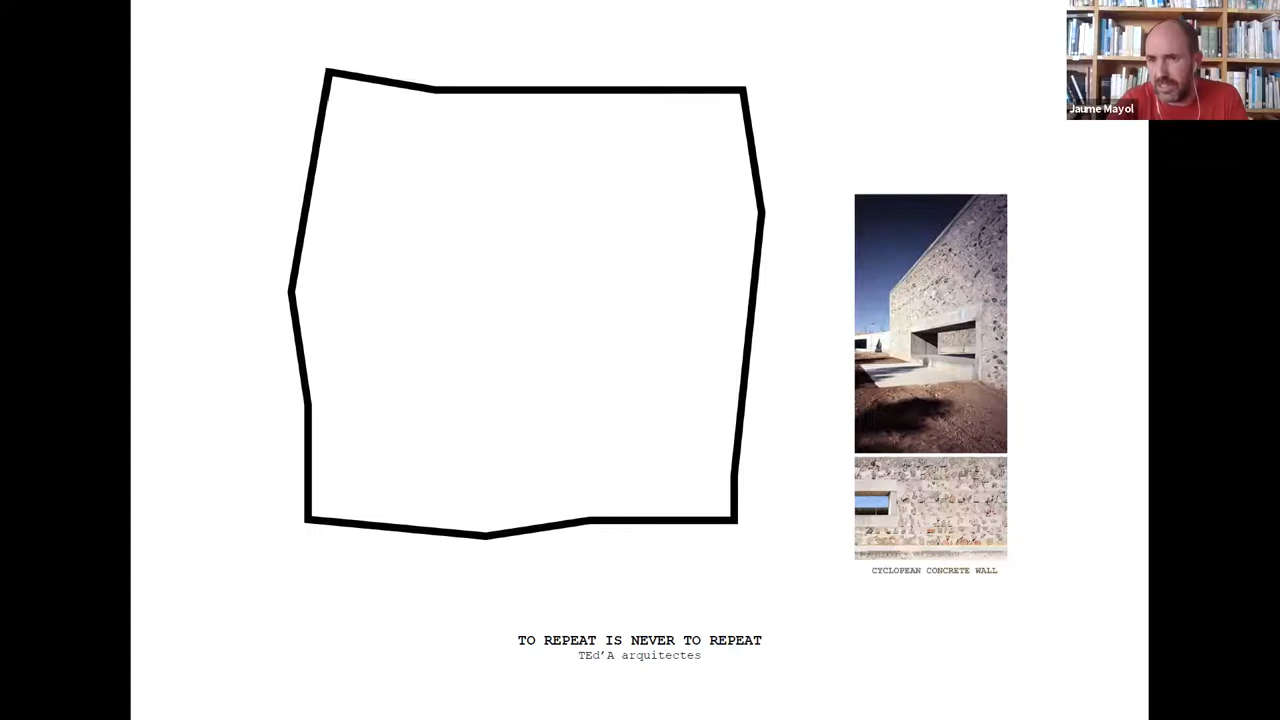 Jaume Mayol
CYCLOPEAN CONCRETE WALL
TO REPEAT IS NEVER TO REPEAT
TEd'A arquitectes